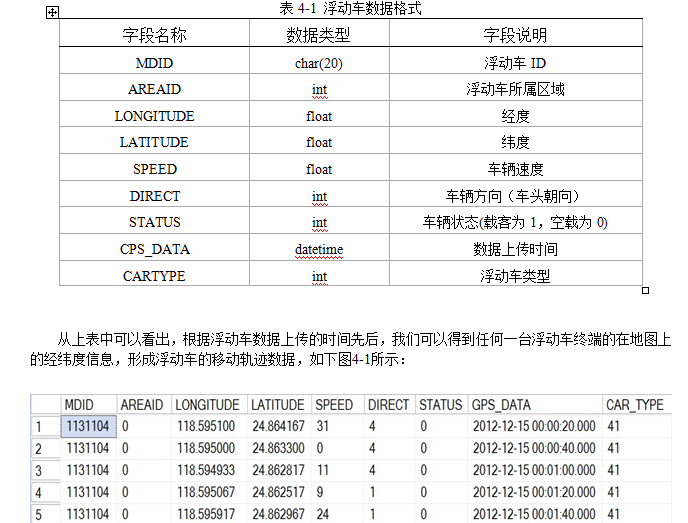 表 4-1 浮动车数据格式
字段名称 数据类型 字段说明
MDID char(20) 浮动车 ID
AREAID int 浮动车所属区域
LONGITUDE float 经度
LATITUDE float 纬度
SPEED float 车辆速度
DIRECT int 车辆方向（车头朝向）
STATUS int 车辆状态(载客为 1，空载为 0)
CPS_DATA datetime 数据上传时间
CARTYPE int 浮动车类型
从上表中可以看出，根据浮动车数据上传的时间先后，我们可以得到任何一台浮动车终端的在地图上
的经纬度信息，形成浮动车的移动轨迹数据，如下图4-1所示：
MDID AREAID LONGITUDE LATITUDE SPEED DIRECT STATUS GPS_DATA CAR_TYPE
1 1131104 0 118.595100 24.864167 31 4 0 2012-12-15 00:00:20.000 41
2 1131104 0 118.595000 24.863300 0 4 0 2012-12-15 00:00:40.000 41
3 1131104 0 118.594933 24.862817 11 4 0 2012-12-15 00:01:00.000 41
4 1131104 0 118.595067 24.862517 9 1 0 2012-12-15 00:01:20.000 41
5 1131104 0 118.595917 24.862967 24 1 0 2012-12-15 00:01:40.000 41